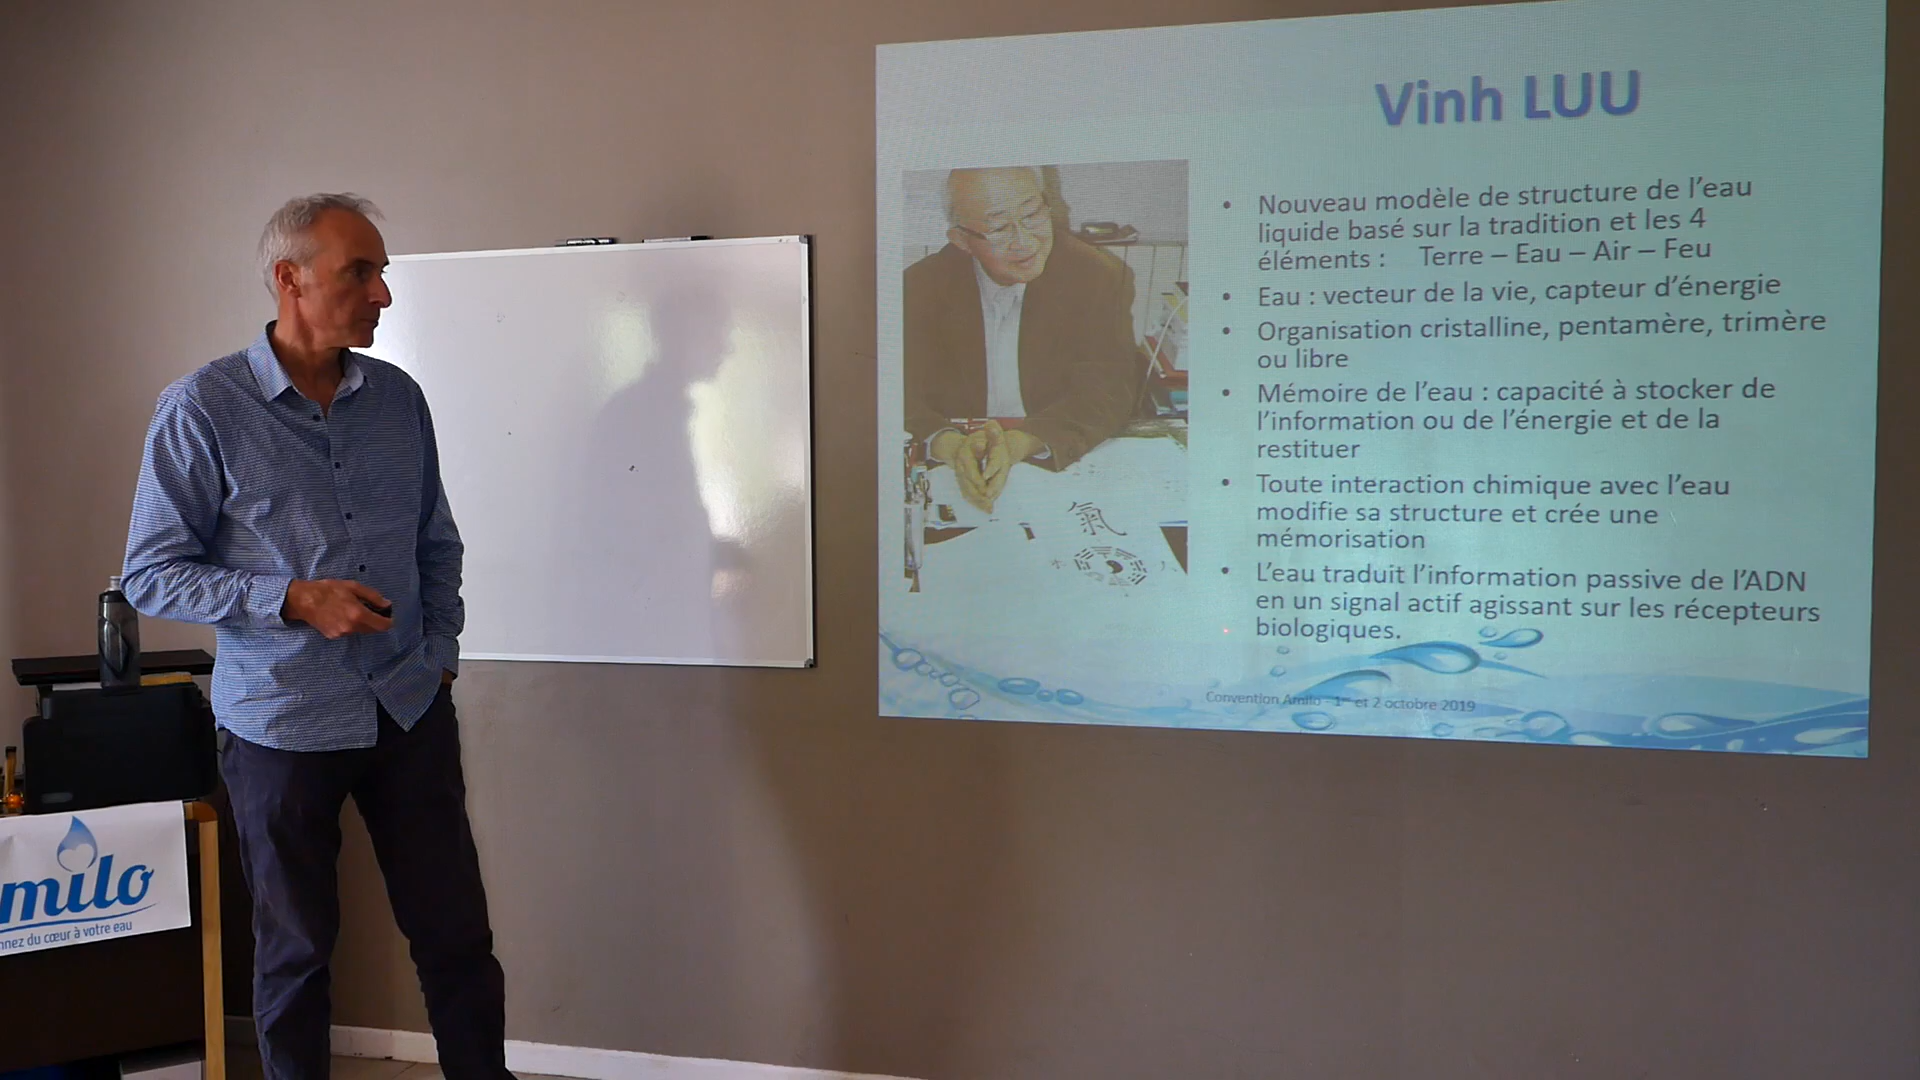 Vinh LUU
• Nouveau modèle de structure de l'eau
liquide basé sur la tradition et les 4
éléments : Terre – Eau – Air – Feu
• Eau : vecteur de la vie, capteur d'énergie
• Organisation cristalline, pentamère, trimère
ou libre
• Mémoire de l'eau : capacité à stocker de
l'information ou de l'énergie et de la
restituer
• Toute interaction chimique avec l'eau
modifie sa structure et crée une
mémorisation
• L'eau traduit l'information passive de l'ADN
en un signal actif agissant sur les récepteurs
biologiques.
氣
Convention Amilo - 1er et 2 octobre 2019
milo
nnez du cœur à votre eau